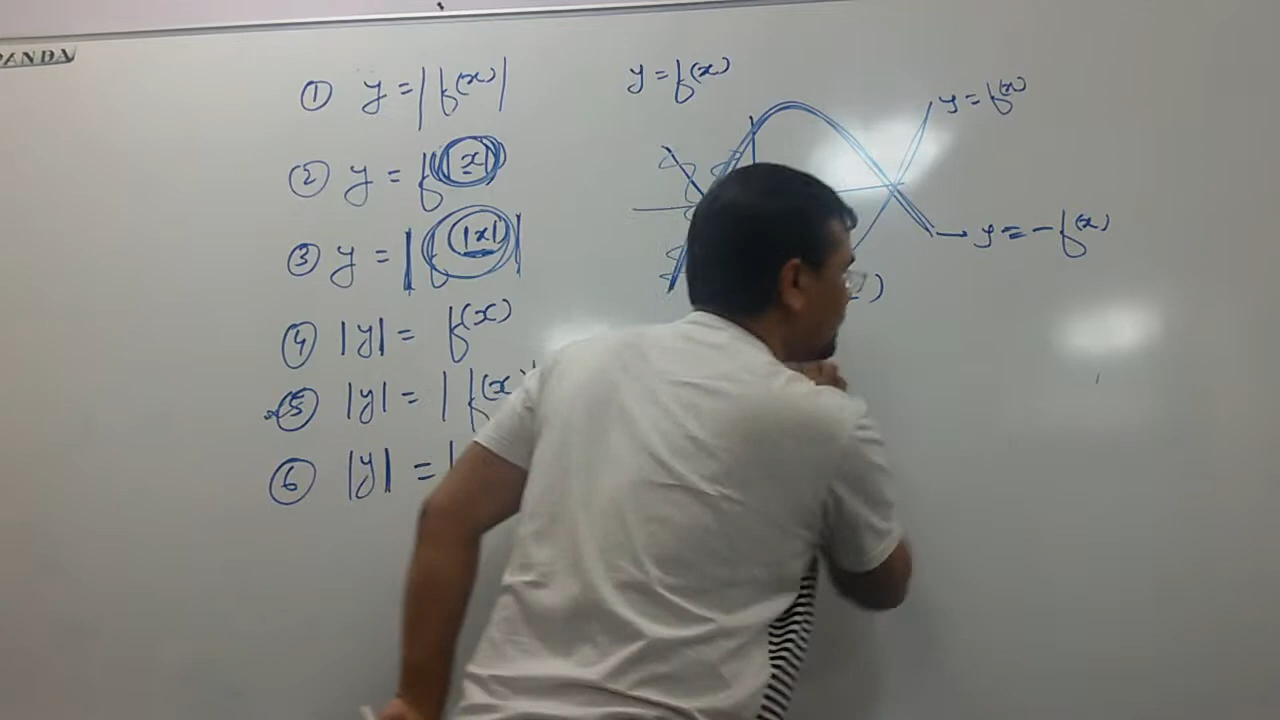 PANDA
① y = |f(x)|
② y = f(|x|)
③ y = |f(|x|)|
④ |y| = f(x)
⑤ |y| = |f(x)
⑥ |y| = |
y = f(x)
y = f(x)
y = -f(x)